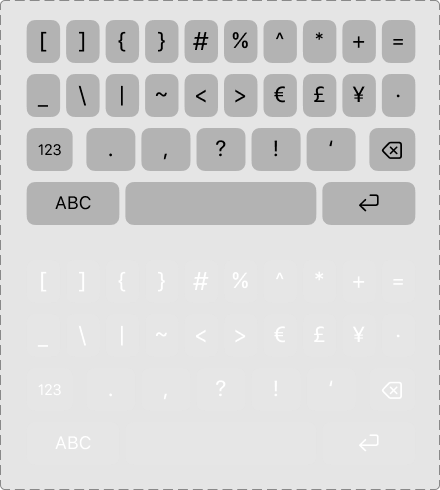 [ ] { } # % ^ * + =
_ \ | ~ < > € £ ¥ ·
123 . , ? ! ‘
ABC
[ ] { } # % ^ * + =
_ \ | ~ < > € £ ¥ ·
123 . , ? ! ‘
ABC